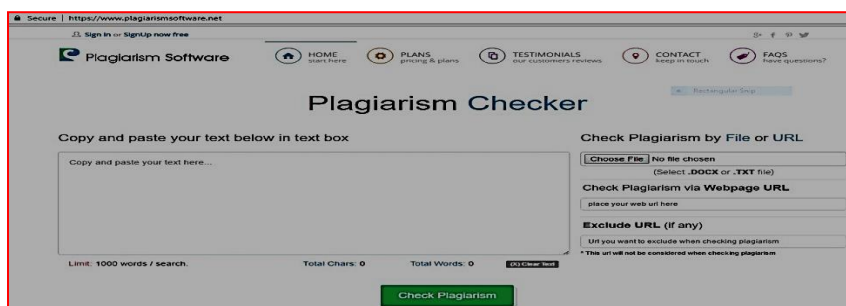 Secure | https://www.plagiarismsoftware.net
Sign In or SignUp now free
Plagiarism Software
HOME
start here
PLANS
pricing & plans
TESTIMONIALS
our customers reviews
CONTACT
keep in touch
FAQS
have questions?
Rectangular Snip
Plagiarism Checker
Copy and paste your text below in text box
Copy and paste your text here...
Limit: 1000 words / search.
Total Chars: 0
Total Words: 0
(X) Clear Text
Check Plagiarism
Check Plagiarism by File or URL
Choose File No file chosen
(Select .DOCX or .TXT file)
Check Plagiarism via Webpage URL
place your web url here
Exclude URL (if any)
Url you want to exclude when checking plagiarism
* This url will not be considered when checking plagiarism